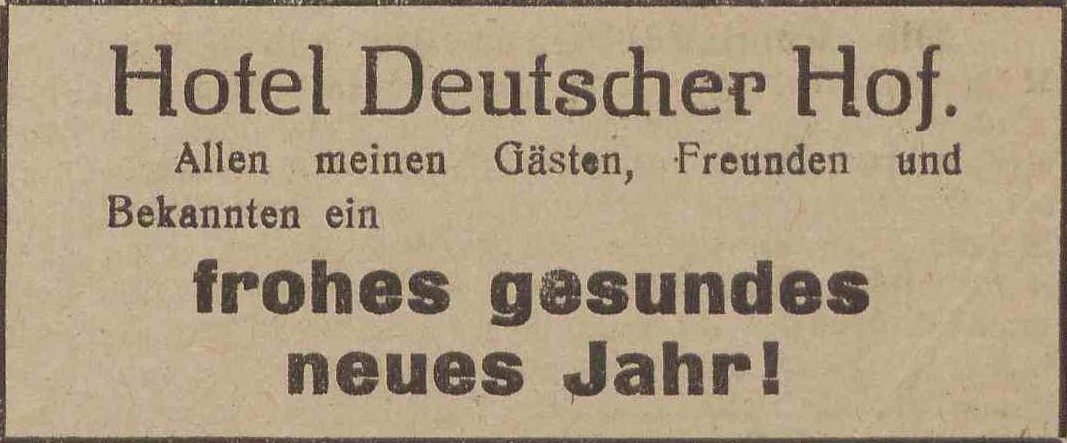 Hotel Deutscher Hof.
Allen meinen Gästen, Freunden und
Bekannten ein
frohes gesundes
neues Jahr!